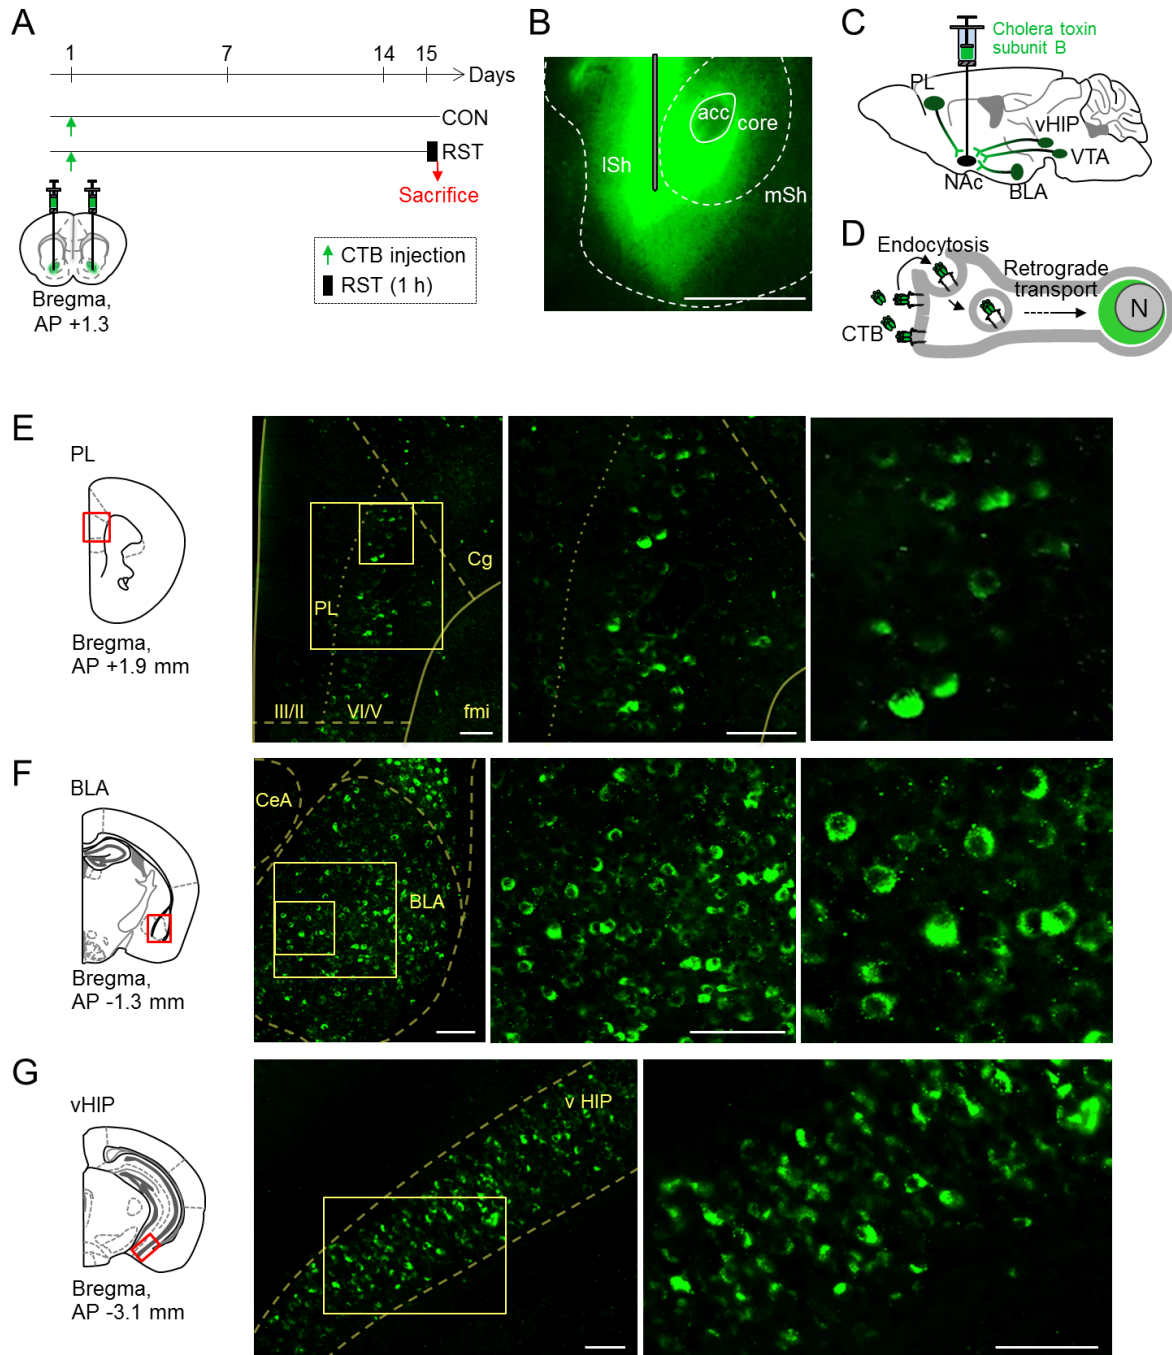 A
1
7
14
15
Days
CON
RST
Sacrifice
CTB injection
RST (1 h)
Bregma,
AP +1.3
B
acc
core
lSh
mSh
C
Cholera toxin
subunit B
PL
vHIP
VTA
NAc
BLA
D
Endocytosis
Retrograde
transport
CTB
N
E
PL
Bregma,
AP +1.9 mm
Cg
PL
III/II
VI/V
fmi
F
BLA
Bregma,
AP -1.3 mm
CeA
BLA
G
vHIP
Bregma,
AP -3.1 mm
v HIP